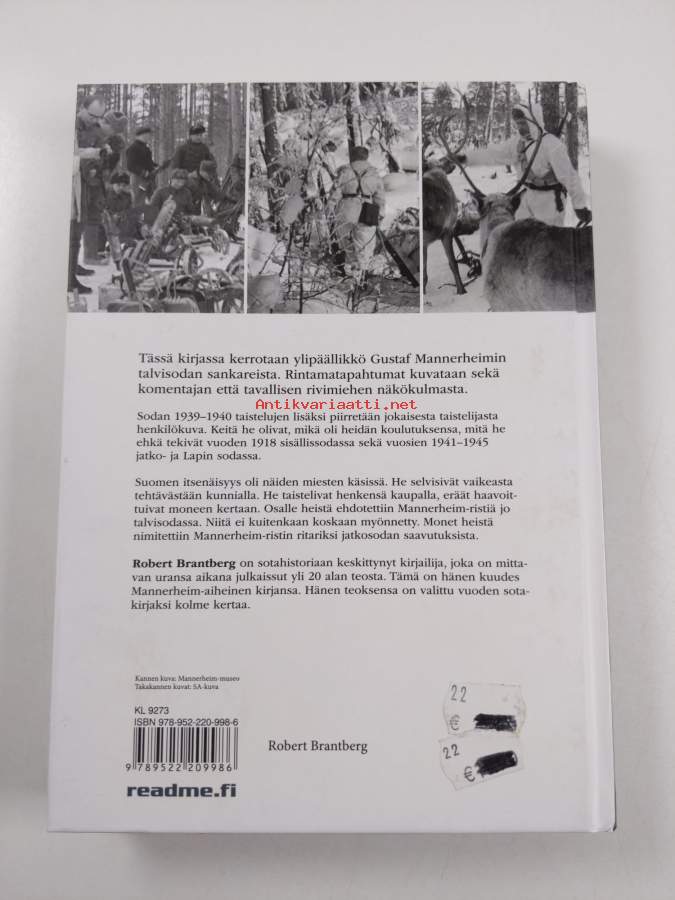 Tässä kirjassa kerrotaan ylipäällikkö Gustaf Mannerheimin
talvisodan sankareista. Rintamatapahtumat kuvataan sekä
komentajan että tavallisen rivimiehen näkökulmasta.
Antikvariaatti.net
Sodan 1939–1940 taistelujen lisäksi piirretään jokaisesta taistelijasta
henkilökuva. Keitä he olivat, mikä oli heidän koulutuksensa, mitä he
ehkä tekivät vuoden 1918 sisällissodassa sekä vuosien 1941–1945
jatko- ja Lapin sodassa.
Suomen itsenäisyys oli näiden miesten käsissä. He selvisivät vaikeasta
tehtävästään kunnialla. He taistelivat henkensä kaupalla, eräät haavoit-
tuivat moneen kertaan. Osalle heistä ehdotettiin Mannerheim-ristiä jo
talvisodassa. Niitä ei kuitenkaan koskaan myönnetty. Monet heistä
nimitettiin Mannerheim-ristin ritariksi jatkosodan saavutuksista.
Robert Brantberg on sotahistoriaan keskittynyt kirjailija, joka on mitta-
van uransa aikana julkaissut yli 20 alan teosta. Tämä on hänen kuudes
Mannerheim-aiheinen kirjansa. Hänen teoksensa on valittu vuoden sota-
kirjaksi kolme kertaa.
Kannen kuva: Mannerheim-museo
Takakannen kuvat: SA-kuva
KL 9273
ISBN 978-952-220-998-6
9 789522 209986
readme.fi
Robert Brantberg
22
€
22
€